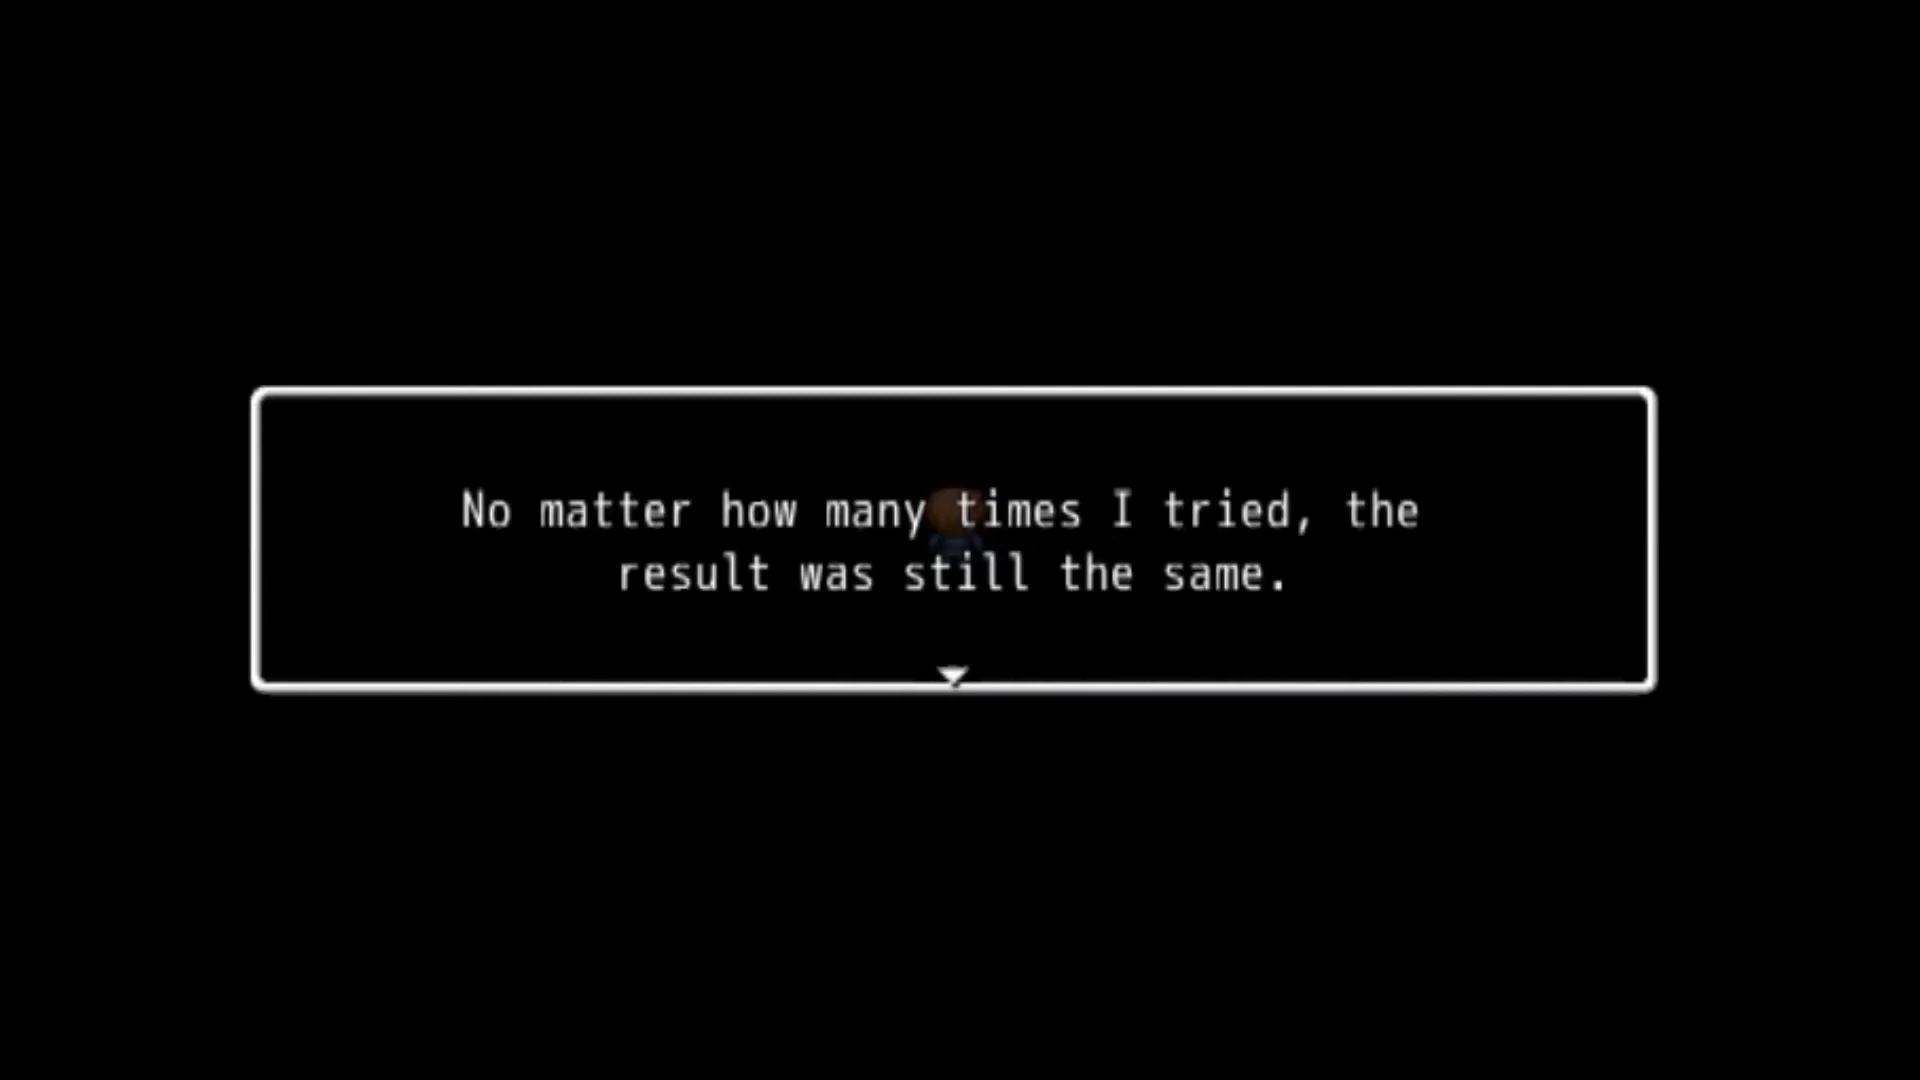 No matter how many times I tried, the
result was still the same.